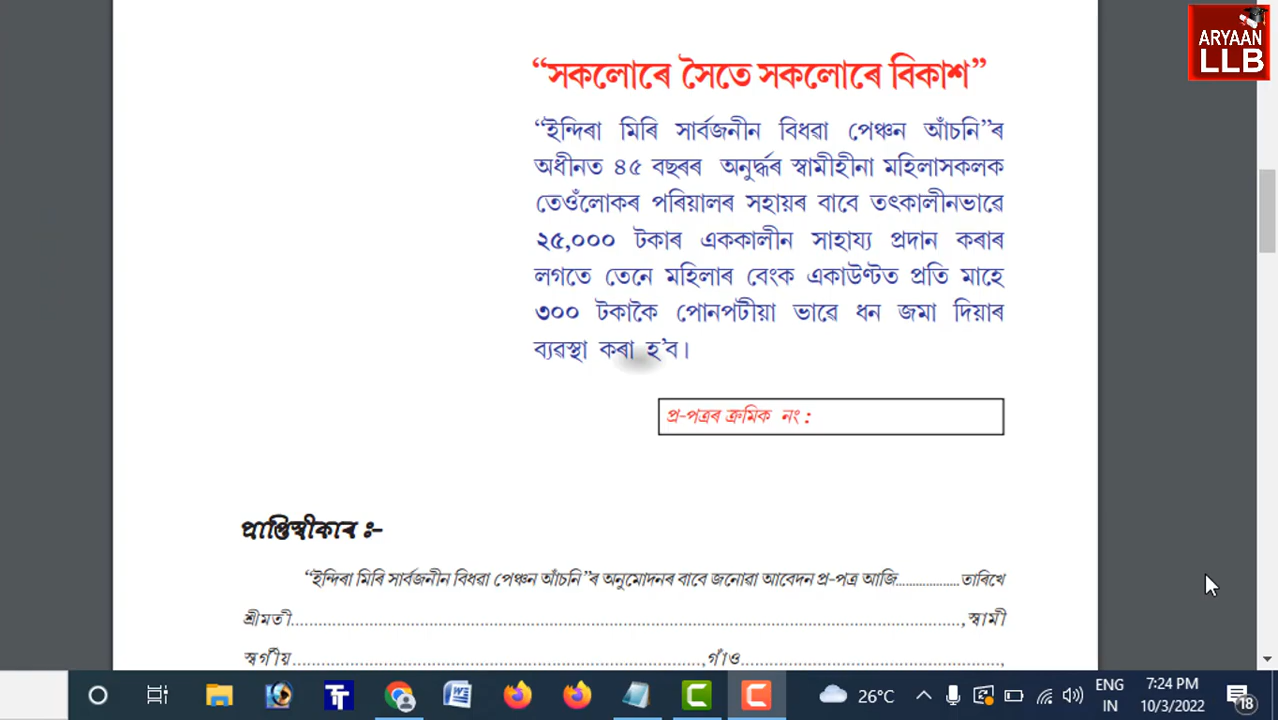 ARYAAN
LLB
“সকলোৰে সৈতে সকলোৰে বিকাশ”
“ইন্দিৰা মিৰি সাৰ্বজনীন বিধৱা পেঞ্চন আঁচনি”ৰ
অধীনত ৪৫ বছৰৰ অনুৰ্দ্ধৰ স্বামীহীনা মহিলাসকলক
তেওঁলোকৰ পৰিয়ালৰ সহায়ৰ বাবে তৎকালীনভাৱে
২৫,০০০ টকাৰ এককালীন সাহায্য প্ৰদান কৰাৰ
লগতে তেনে মহিলাৰ বেংক একাউণ্টত প্ৰতি মাহে
৩০০ টকাকৈ পোনপটীয়া ভাৱে ধন জমা দিয়াৰ
ব্যৱস্থা কৰা হ’ব।
প্ৰ-পত্ৰৰ ক্ৰমিক নং :
প্ৰাপ্তিস্বীকাৰ ঃ-
“ইন্দিৰা মিৰি সাৰ্বজনীন বিধৱা পেঞ্চন আঁচনি”ৰ অনুমোদনৰ বাবে জনোৱা আবেদন প্ৰ-পত্ৰ আজি.................তাৰিখে
শ্ৰীমতী...............................................................................,স্বামী
স্বৰ্গীয়.......................................................,গাঁও...................................................,
26°C
ENG
IN
7:24 PM
10/3/2022
18